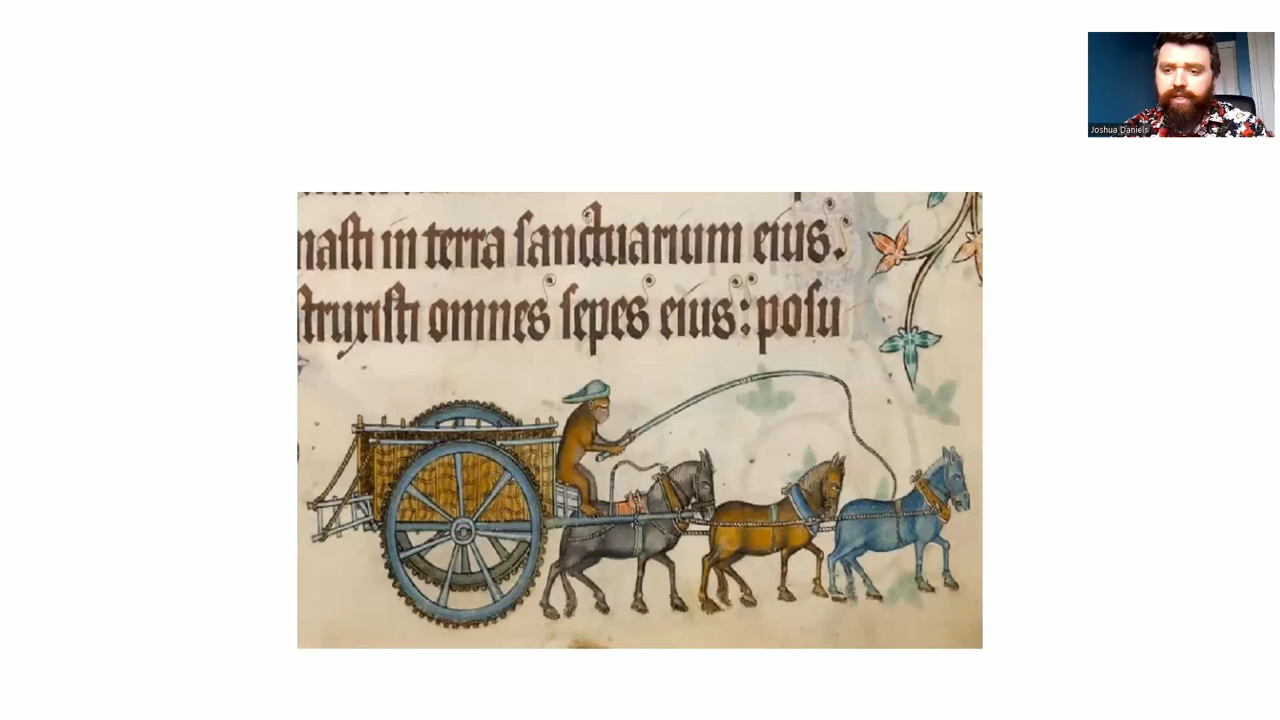 Joshua Daniels
nasti in terra sanctuarium eius.
struxisti omnes sepes eius: posu